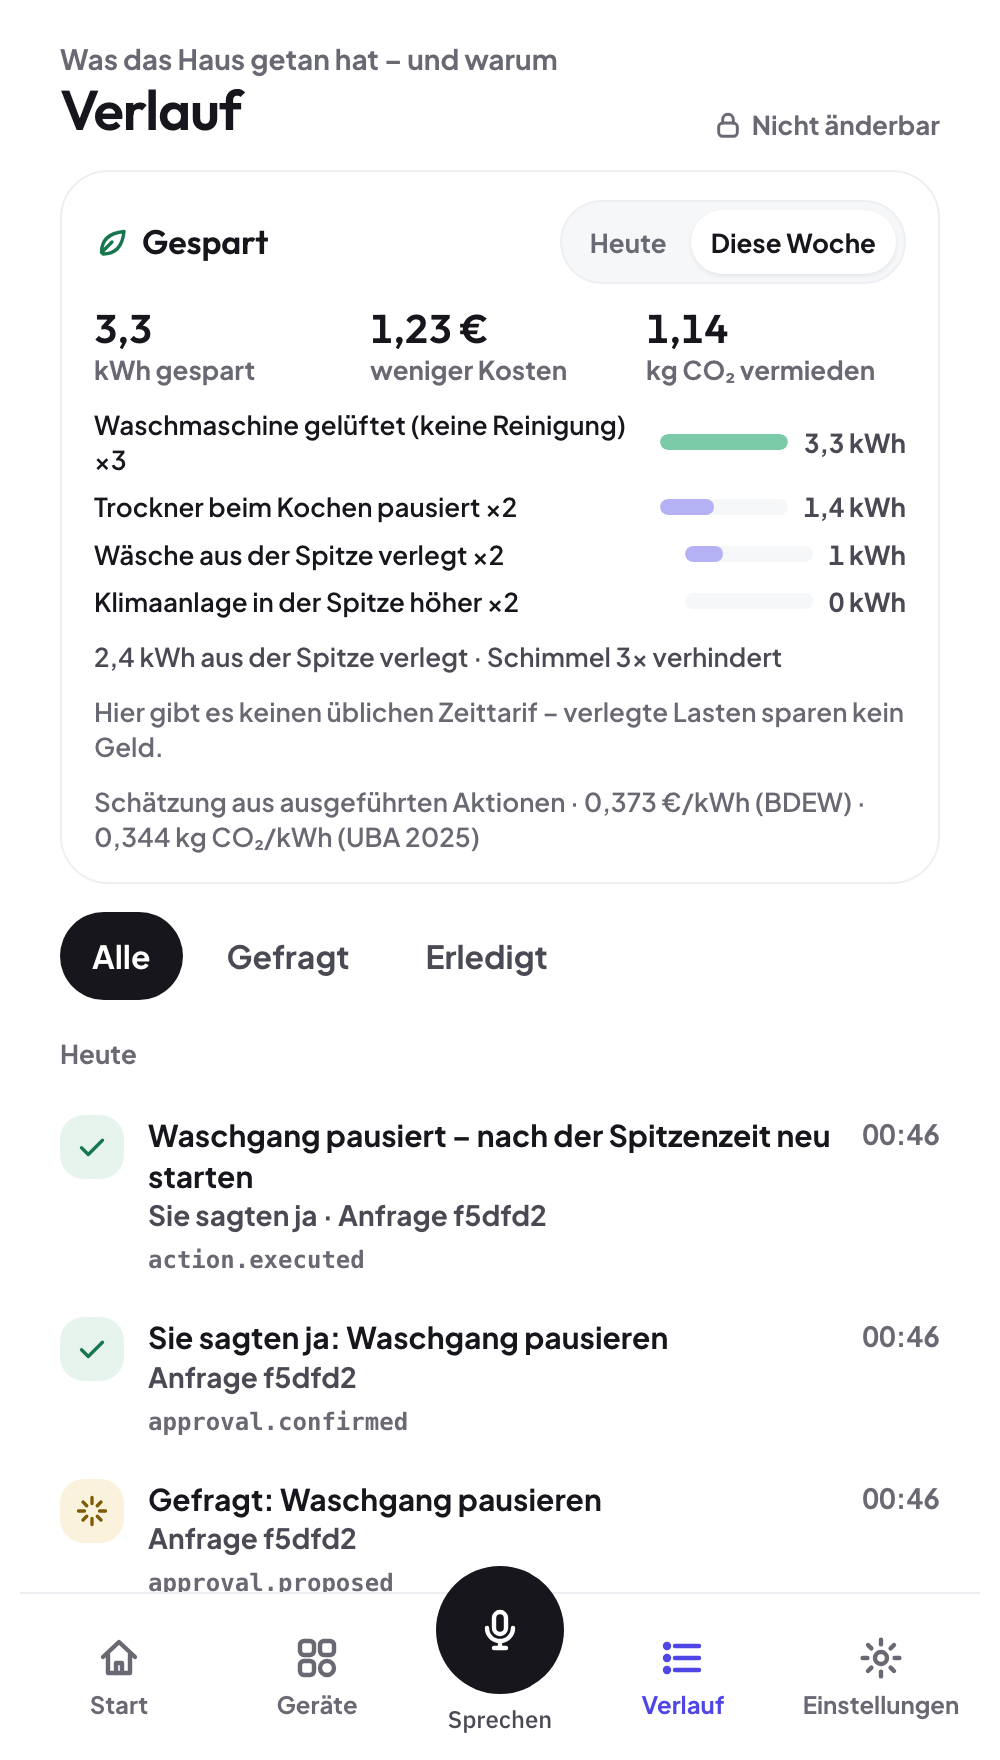 Was das Haus getan hat – und warum
Verlauf
Nicht änderbar
Gespart
Heute
Diese Woche
3,3
1,23 €
1,14
kWh gespart
weniger Kosten
kg CO₂ vermieden
Waschmaschine gelüftet (keine Reinigung)
×3
3,3 kWh
Trockner beim Kochen pausiert ×2
1,4 kWh
Wäsche aus der Spitze verlegt ×2
1 kWh
Klimaanlage in der Spitze höher ×2
0 kWh
2,4 kWh aus der Spitze verlegt · Schimmel 3× verhindert
Hier gibt es keinen üblichen Zeittarif – verlegte Lasten sparen kein
Geld.
Schätzung aus ausgeführten Aktionen · 0,373 €/kWh (BDEW) ·
0,344 kg CO₂/kWh (UBA 2025)
Alle
Gefragt
Erledigt
Heute
Waschgang pausiert – nach der Spitzenzeit neu
starten
00:46
Sie sagten ja · Anfrage f5dfd2
action.executed
Sie sagten ja: Waschgang pausieren
00:46
Anfrage f5dfd2
approval.confirmed
Gefragt: Waschgang pausieren
00:46
Anfrage f5dfd2
approval.proposed
Start
Geräte
Sprechen
Verlauf
Einstellungen